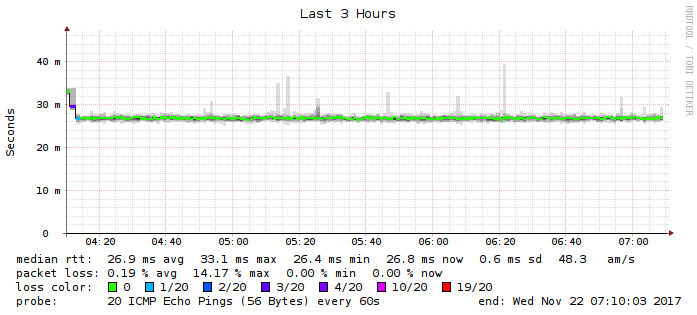 Last 3 Hours
RRDTOOL / TOBI OETIKER
Seconds
40 m
30 m
20 m
10 m
0
04:20 04:40 05:00 05:20 05:40 06:00 06:20 06:40 07:00
median rtt: 26.9 ms avg 33.1 ms max 26.4 ms min 26.8 ms now 0.6 ms sd 48.3 am/s
packet loss: 0.19 % avg 14.17 % max 0.00 % min 0.00 % now
loss color: 0 1/20 2/20 3/20 4/20 10/20 19/20
probe: 20 ICMP Echo Pings (56 Bytes) every 60s end: Wed Nov 22 07:10:03 2017